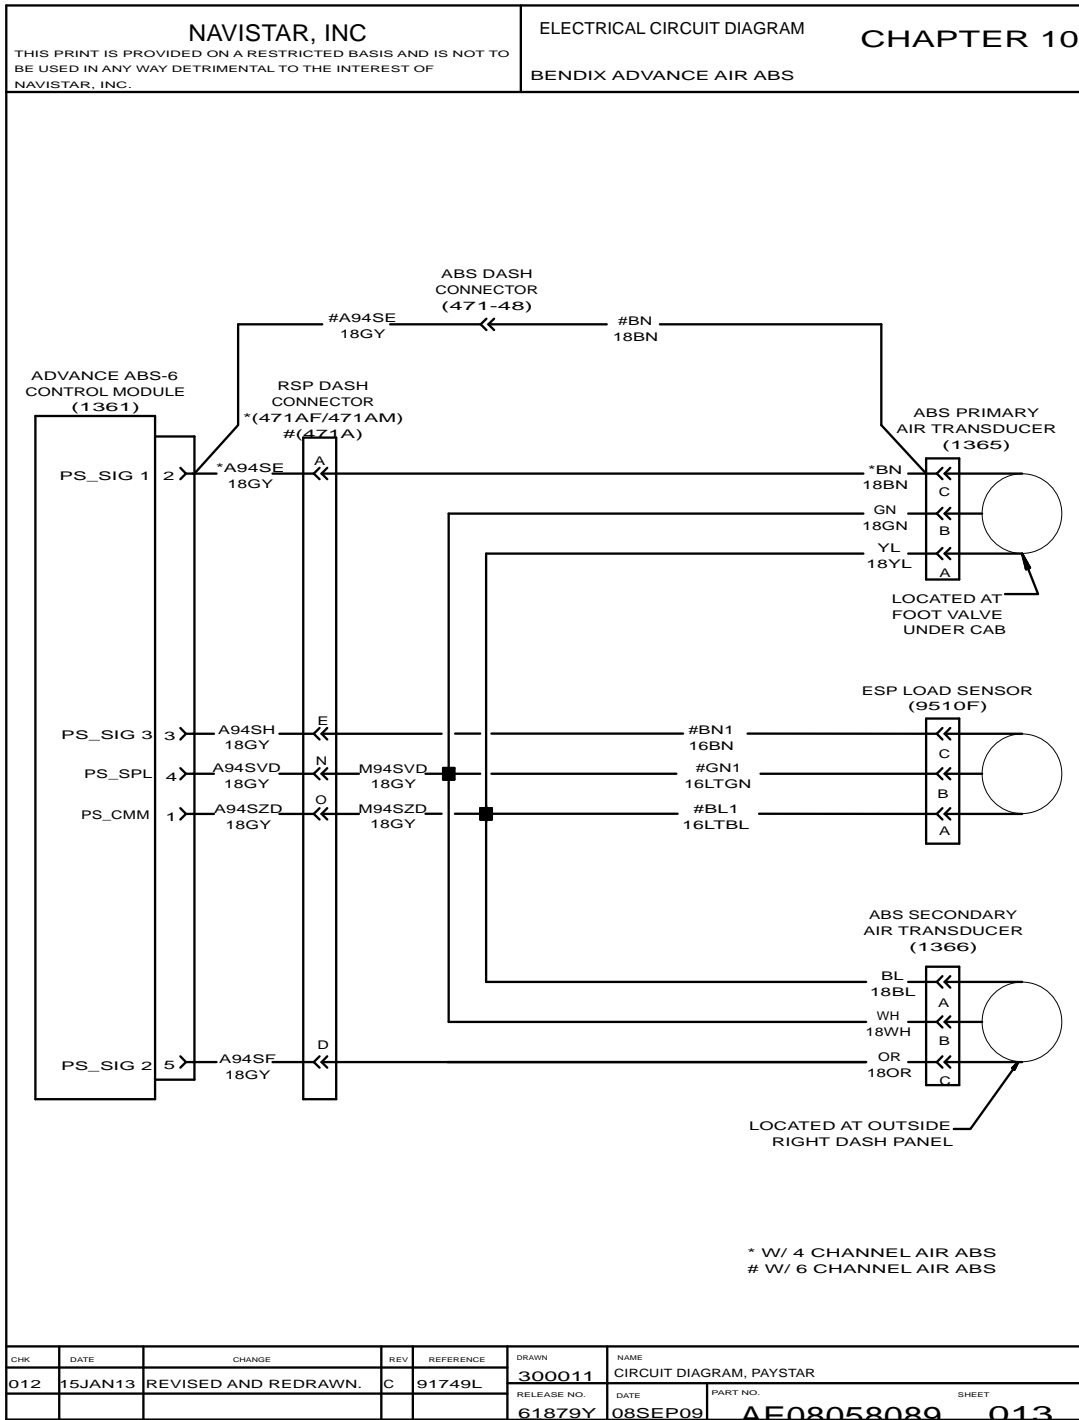 NAVISTAR, INC
THIS PRINT IS PROVIDED ON A RESTRICTED BASIS AND IS NOT TO
BE USED IN ANY WAY DETRIMENTAL TO THE INTEREST OF
NAVISTAR, INC.
ELECTRICAL CIRCUIT DIAGRAM
BENDIX ADVANCE AIR ABS
CHAPTER 10
ABS DASH
CONNECTOR
(471-48)
#A94SE
18GY
#BN
18BN
ADVANCE ABS-6
CONTROL MODULE
(1361)
RSP DASH
CONNECTOR
*(471AF/471AM)
#(471A)
ABS PRIMARY
AIR TRANSDUCER
(1365)
PS_SIG 1
2
*A94SE
18GY
A
*BN
18BN
C
GN
18GN
B
YL
18YL
A
LOCATED AT
FOOT VALVE
UNDER CAB
ESP LOAD SENSOR
(9510F)
PS_SIG 3
3
A94SH
18GY
E
#BN1
16BN
C
PS_SPL
4
A94SVD
18GY
N
M94SVD
18GY
#GN1
16LTGN
B
PS_CMM
1
A94SZD
18GY
O
M94SZD
18GY
#BL1
16LTBL
A
ABS SECONDARY
AIR TRANSDUCER
(1366)
BL
18BL
A
WH
18WH
B
PS_SIG 2
5
A94SF
18GY
D
OR
18OR
C
LOCATED AT OUTSIDE
RIGHT DASH PANEL
* W/ 4 CHANNEL AIR ABS
# W/ 6 CHANNEL AIR ABS
CHK DATE CHANGE REV REFERENCE
012 15JAN13 REVISED AND REDRAWN. C 91749L
DRAWN
300011
NAME
CIRCUIT DIAGRAM, PAYSTAR
RELEASE NO.
61879Y
DATE
08SEP09
PART NO.
AE08058089
SHEET
013